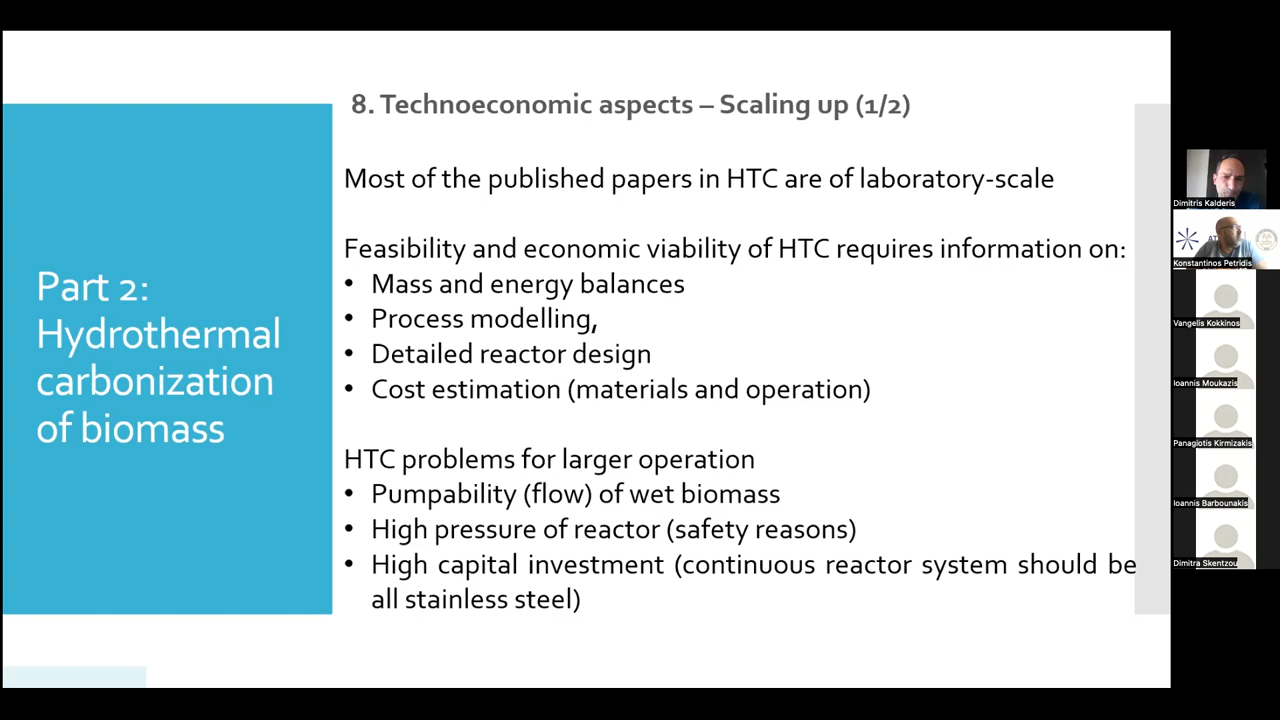 8. Technoeconomic aspects – Scaling up (1/2)
Part 2:
Hydrothermal
carbonization
of biomass
Most of the published papers in HTC are of laboratory-scale
Feasibility and economic viability of HTC requires information on:
• Mass and energy balances
• Process modelling,
• Detailed reactor design
• Cost estimation (materials and operation)
HTC problems for larger operation
• Pumpability (flow) of wet biomass
• High pressure of reactor (safety reasons)
• High capital investment (continuous reactor system should be
all stainless steel)
Dimitris Kalderis
Konstantinos Petridis
Vangelis Kokkinos
Ioannis Moukazis
Panagiotis Kirmizakis
Ioannis Barbounakis
Dimitra Skentzou